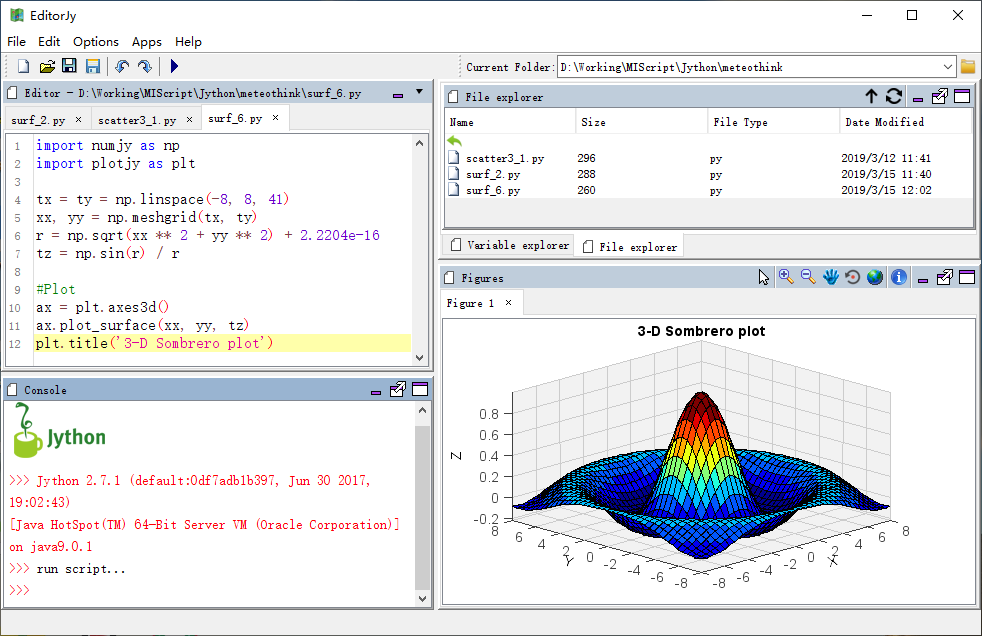 EditorJy
File Edit Options Apps Help
Current Folder: D:\Working\MIScript\Jython\meteothink
Editor - D:\Working\MIScript\Jython\meteothink\surf_6.py
surf_2.py × scatter3_1.py × surf_6.py ×
1 import numjy as np
2 import plotjy as plt
3
4 tx = ty = np.linspace(-8, 8, 41)
5 xx, yy = np.meshgrid(tx, ty)
6 r = np.sqrt(xx ** 2 + yy ** 2) + 2.2204e-16
7 tz = np.sin(r) / r
8
9 #Plot
10 ax = plt.axes3d()
11 ax.plot_surface(xx, yy, tz)
12 plt.title('3-D Sombrero plot')
Console
Jython
>>> Jython 2.7.1 (default:0df7adb1b397, Jun 30 2017,
19:02:43)
[Java HotSpot(TM) 64-Bit Server VM (Oracle Corporation)]
on java9.0.1
>>> run script...
>>>
File explorer
Name Size File Type Date Modified
scatter3_1.py 296 py 2019/3/12 11:41
surf_2.py 288 py 2019/3/15 11:40
surf_6.py 260 py 2019/3/15 12:02
Variable explorer File explorer
Figures
Figure 1 ×
3-D Sombrero plot
Z
0.8
0.6
0.4
0.2
0
-0.2
8 6 4 2 0 -2 -4 -6 -8
Y
-8 -6 -4 -2 0 2 4 6 8
X